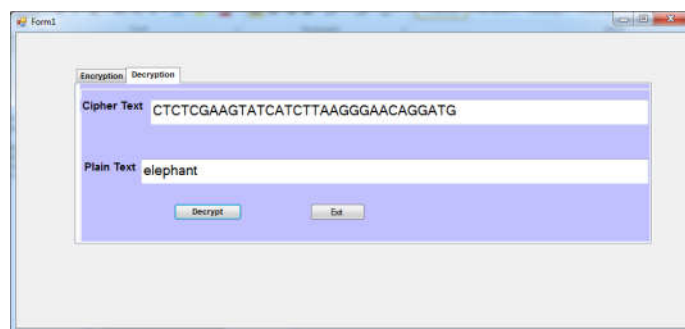 Form1
Encryption Decryption
Cipher Text CTCTCGAAGTATCATCTTAAGGGAACAGGATG
Plain Text elephant
Decrypt Exit